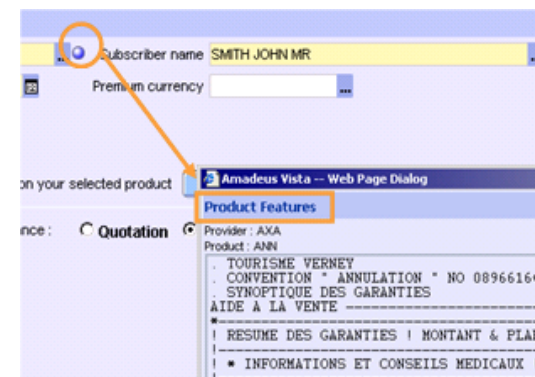 ... Subscriber name SMITH JOHN MR ...
23 Premium currency ...
on your selected product
Amadeus Vista -- Web Page Dialog
Product Features
nce : Quotation
Provider : AXA
Product : ANN
. TOURISME VERNEY
. CONVENTION " ANNULATION " NO 0896616
. SYNOPTIQUE DES GARANTIES
AIDE A LA VENTE --------------------
*--------------------
! RESUME DES GARANTIES ! MONTANT & PLA
!--------------------
! * INFORMATIONS ET CONSEILS MEDICAUX